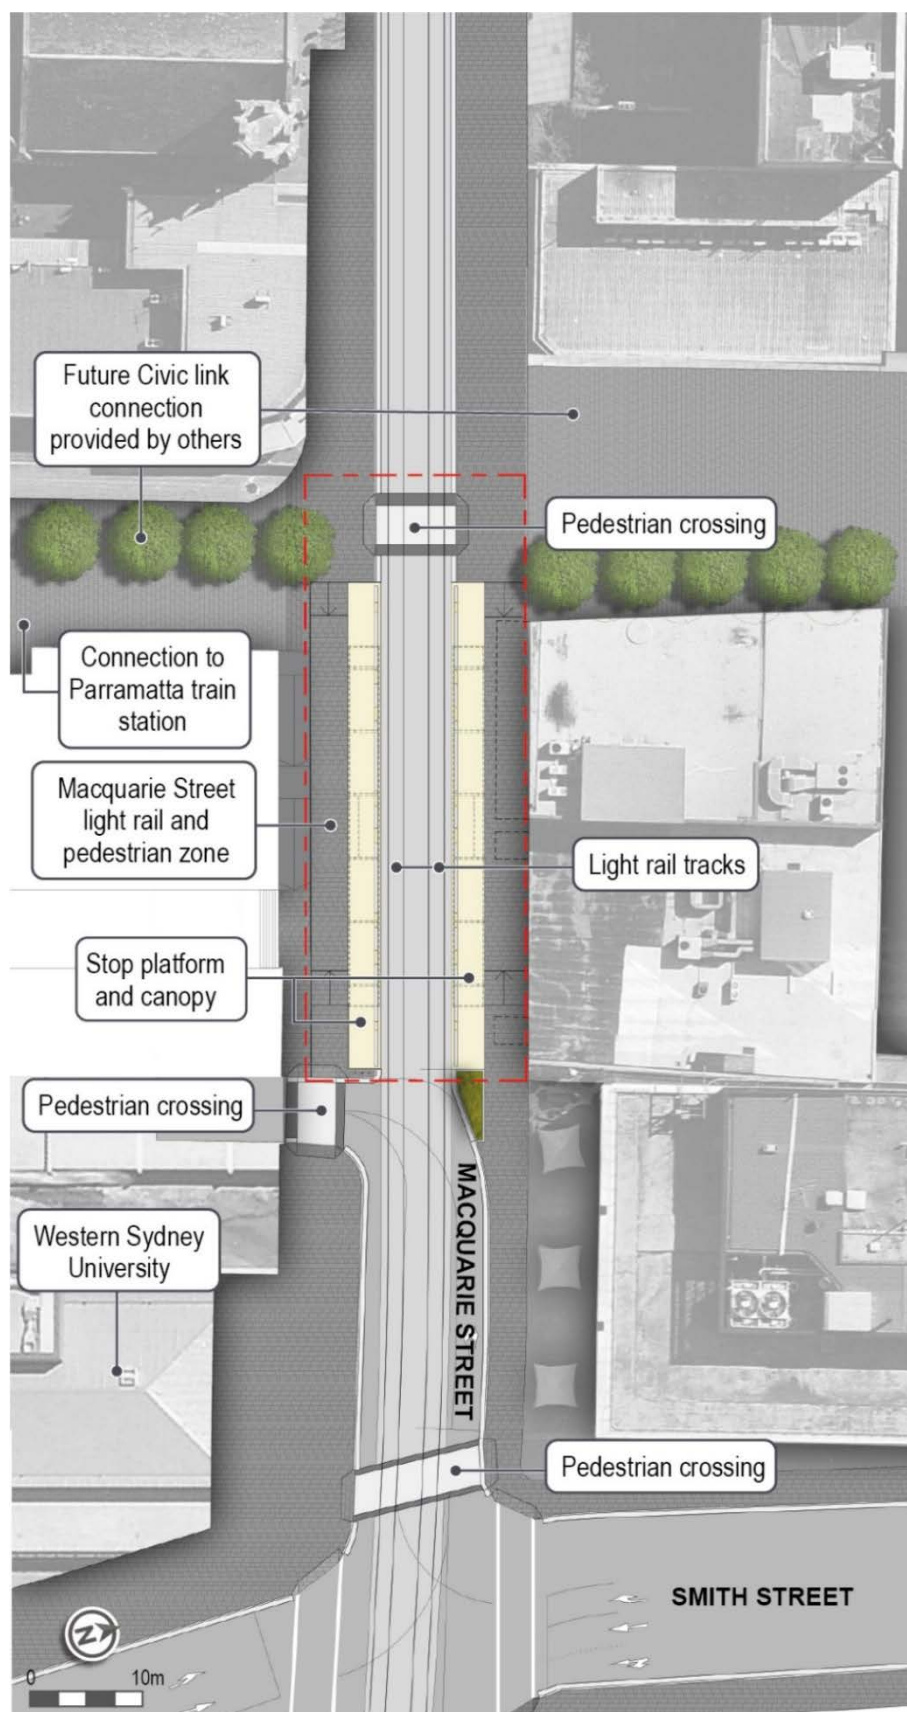 Future Civic link
connection
provided by others
Pedestrian crossing
Connection to
Parramatta train
station
Macquarie Street
light rail and
pedestrian zone
Light rail tracks
Stop platform
and canopy
Pedestrian crossing
MACQUARIE STREET
Western Sydney
University
Pedestrian crossing
SMITH STREET
N
0 10m